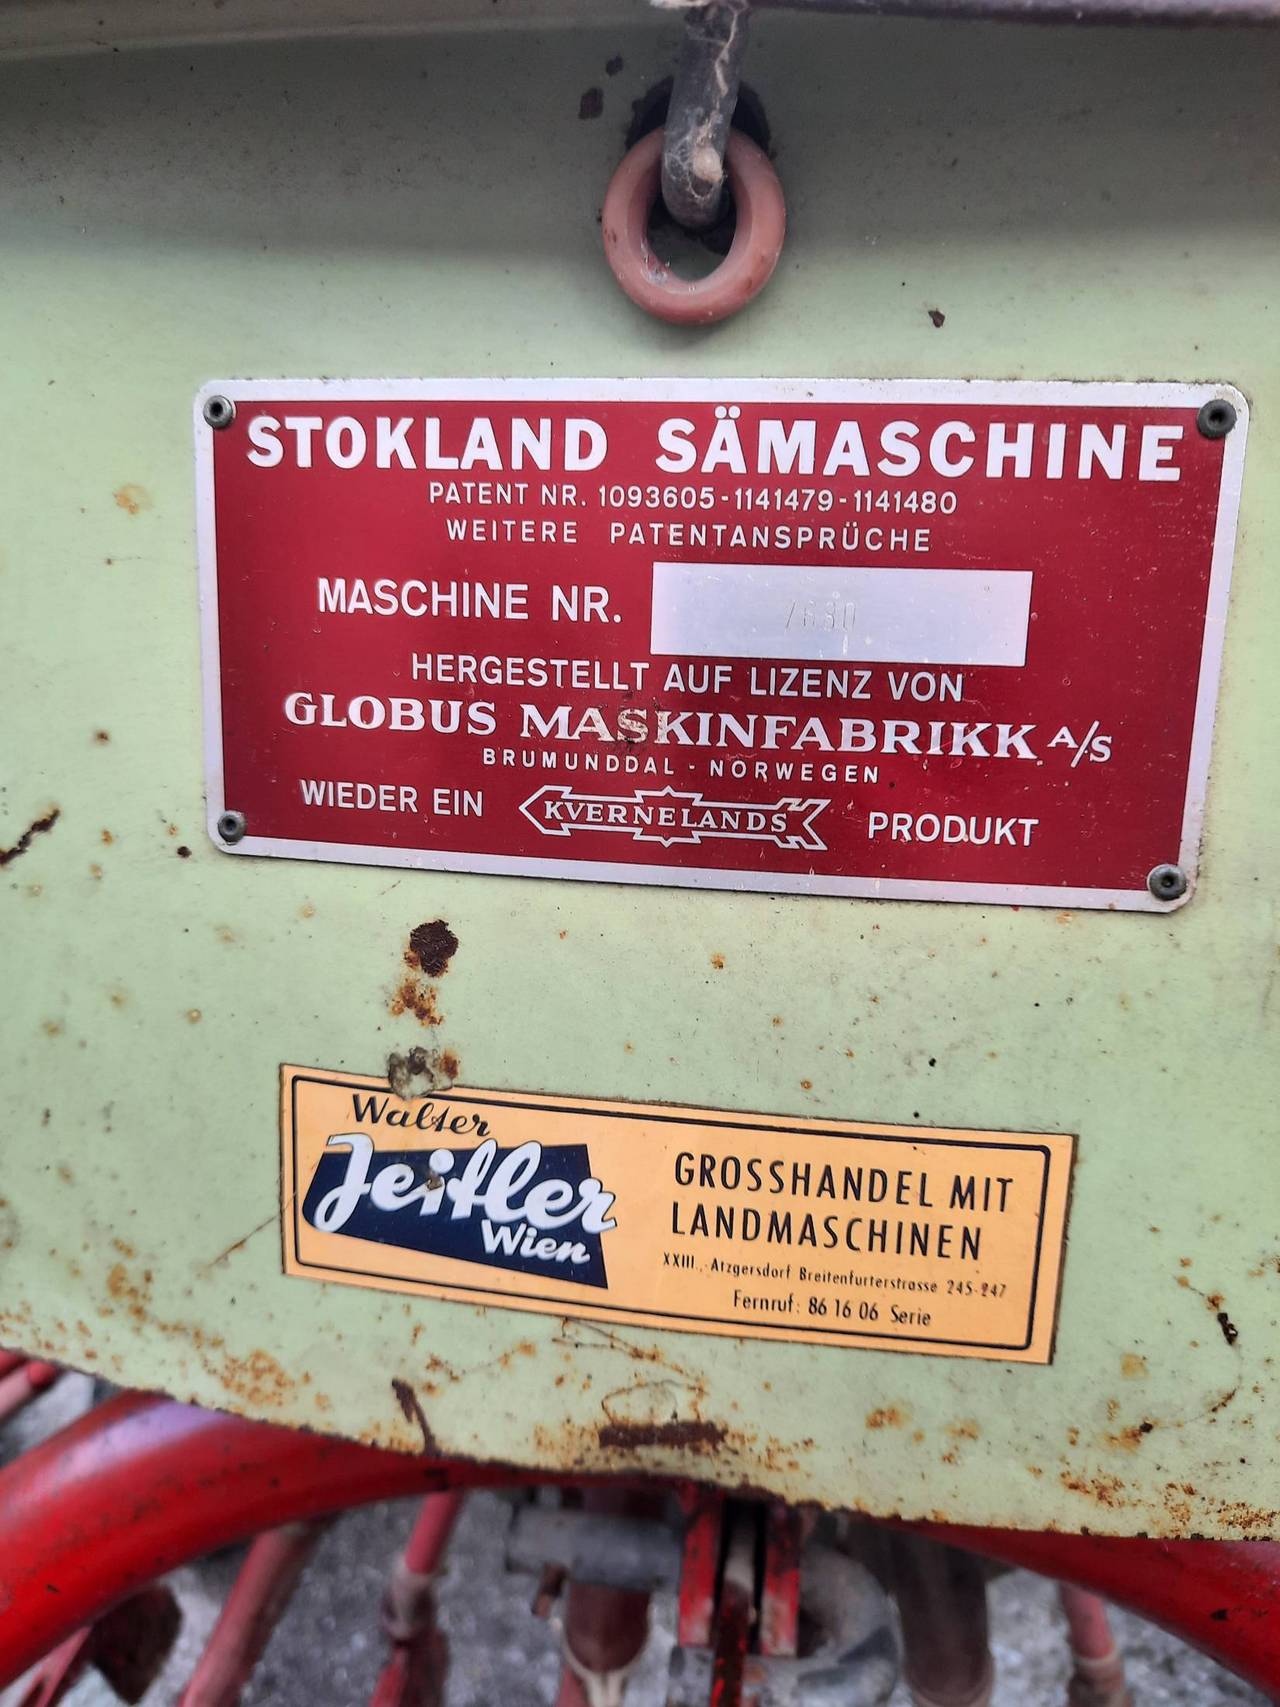 STOKLAND SÄMASCHINE
PATENT NR. 1093605-1141479-1141480
WEITERE PATENTANSPRÜCHE
MASCHINE NR. 7680
HERGESTELLT AUF LIZENZ VON
GLOBUS MASKINFABRIKK A/S
BRUMUNDDAL - NORWEGEN
WIEDER EIN KVERNELANDS PRODUKT
Walter
Jeitler
Wien
GROSSHANDEL MIT
LANDMASCHINEN
XXIII.,-Atzgersdorf Breitenfurterstrasse 245-247
Fernruf: 86 16 06 Serie